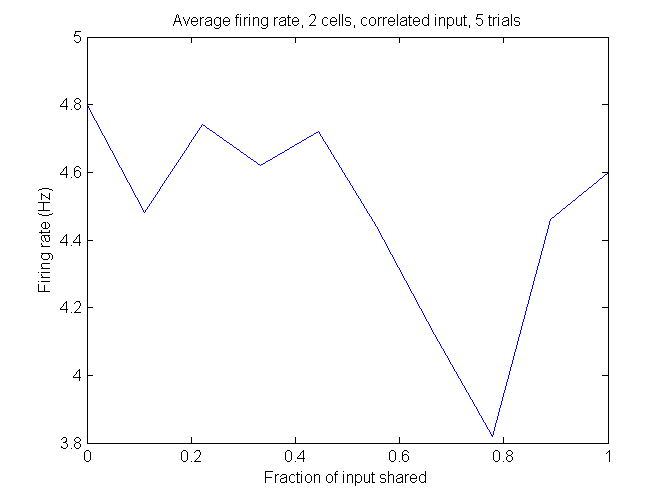 Average firing rate, 2 cells, correlated input, 5 trials
5
4.8
4.6
4.4
4.2
4
3.8
Firing rate (Hz)
0 0.2 0.4 0.6 0.8 1
Fraction of input shared